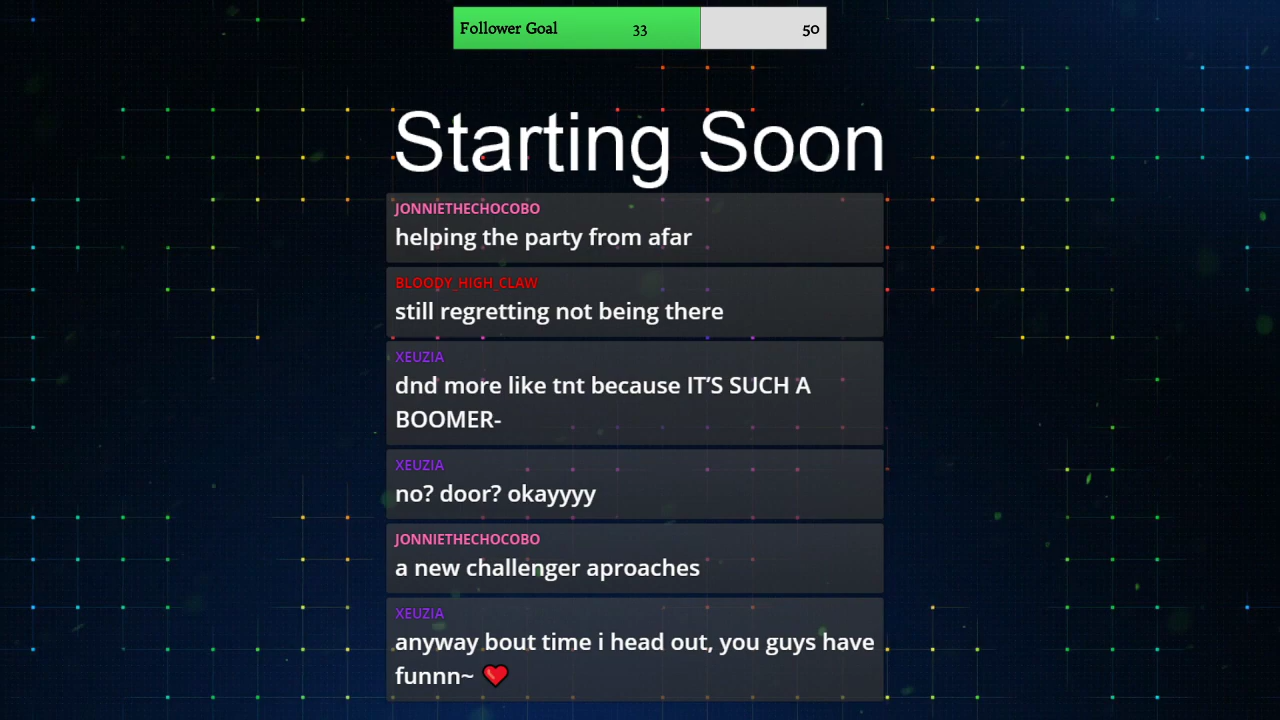 Follower Goal 33 50
Starting Soon
JONNIETHECHOCOBO
helping the party from afar
BLOODY_HIGH_CLAW
still regretting not being there
XEUZIA
dnd more like tnt because IT’S SUCH A
BOOMER-
XEUZIA
no? door? okayyyy
JONNIETHECHOCOBO
a new challenger aproaches
XEUZIA
anyway bout time i head out, you guys have
funnn~ ❤